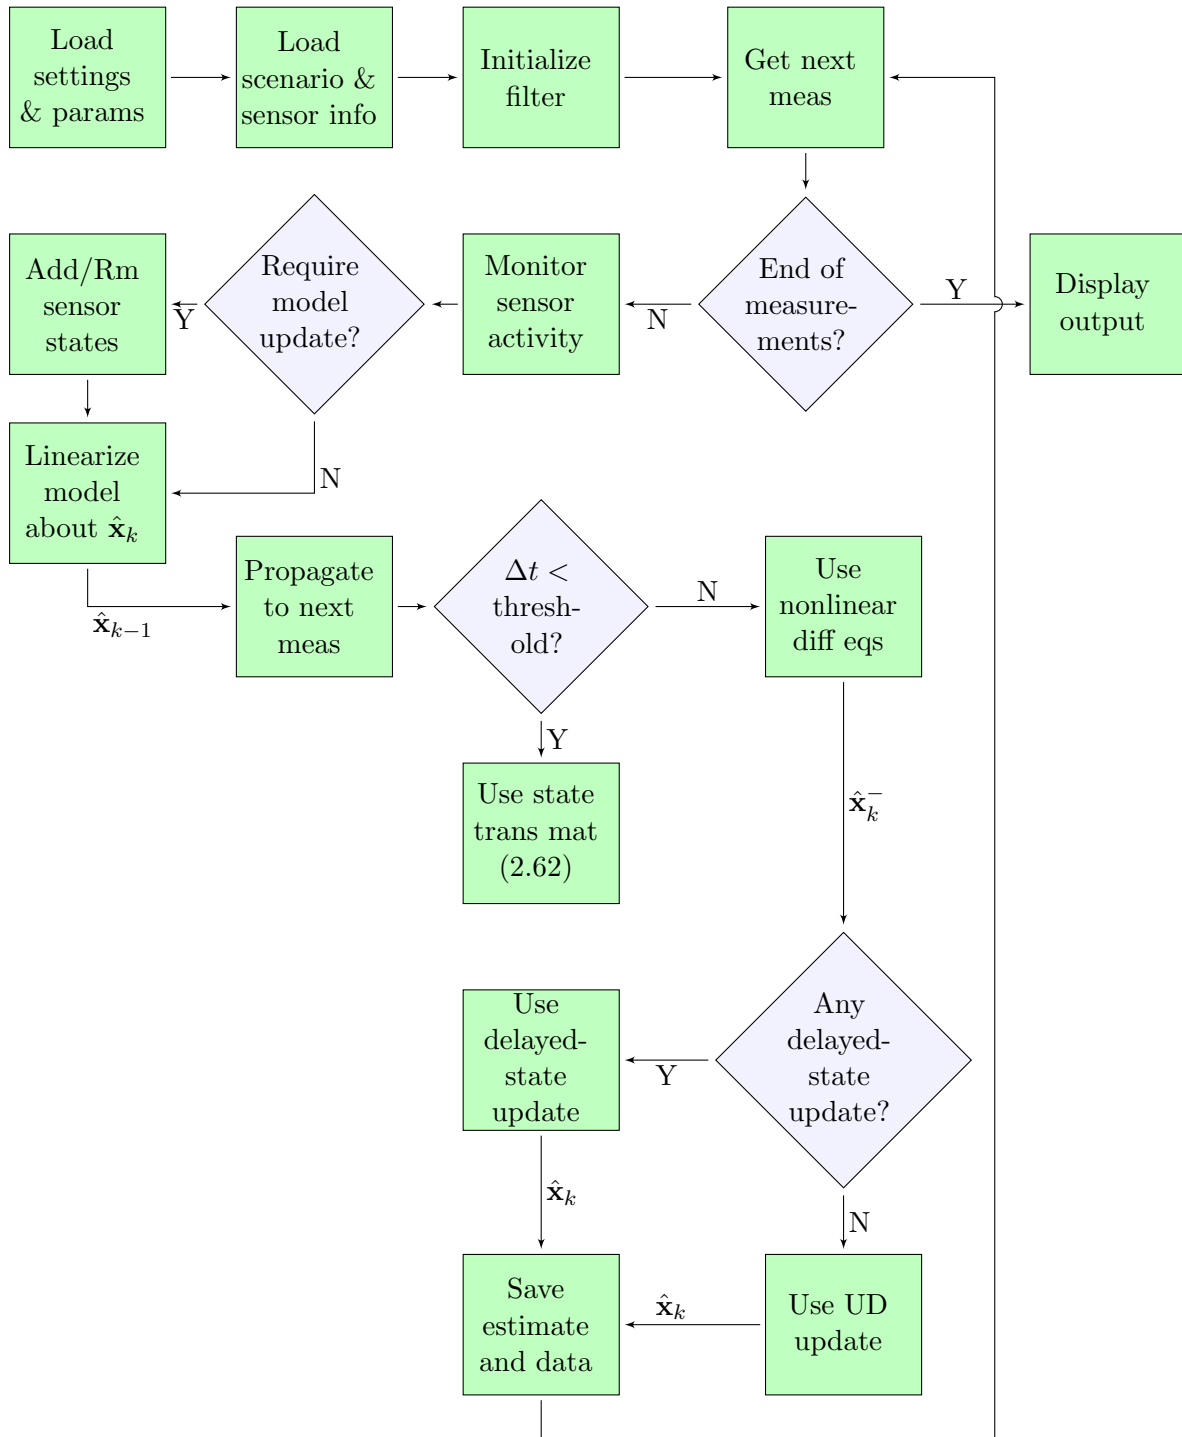 Load
settings
& params
Load
scenario &
sensor info
Initialize
filter
Get next
meas
Add/Rm
sensor
states
Y
Require
model
update?
Monitor
sensor
activity
N
End of
measure-
ments?
Y
Display
output
Linearize
model
about x̂ₖ
N
x̂ₖ₋₁
Propagate
to next
meas
Δt <
thresh-
old?
N
Use
nonlinear
diff eqs
Y
Use state
trans mat
(2.62)
x̂ₖ⁻
Use
delayed-
state
update
Y
Any
delayed-
state
update?
x̂ₖ
N
Save
estimate
and data
x̂ₖ
Use UD
update